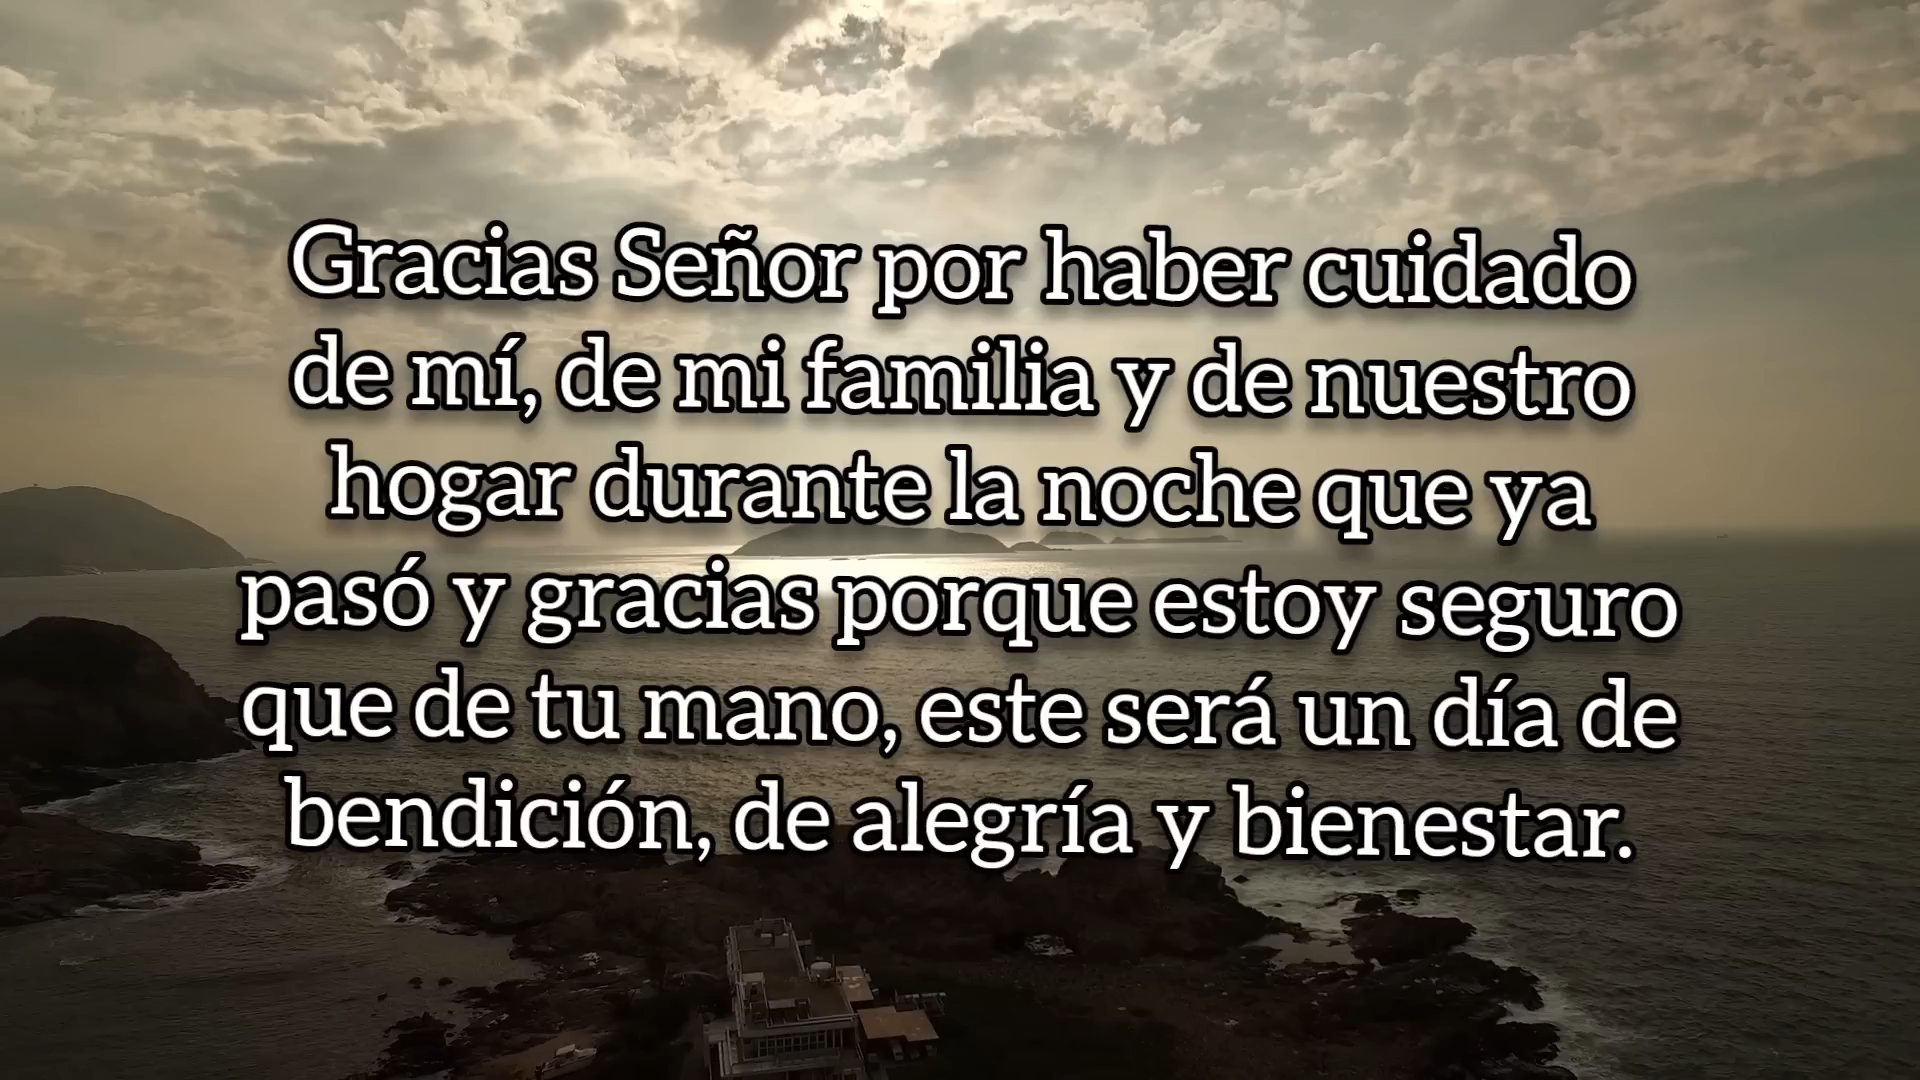 Gracias Señor por haber cuidado
de mí, de mi familia y de nuestro
hogar durante la noche que ya
pasó y gracias porque estoy seguro
que de tu mano, este será un día de
bendición, de alegría y bienestar.